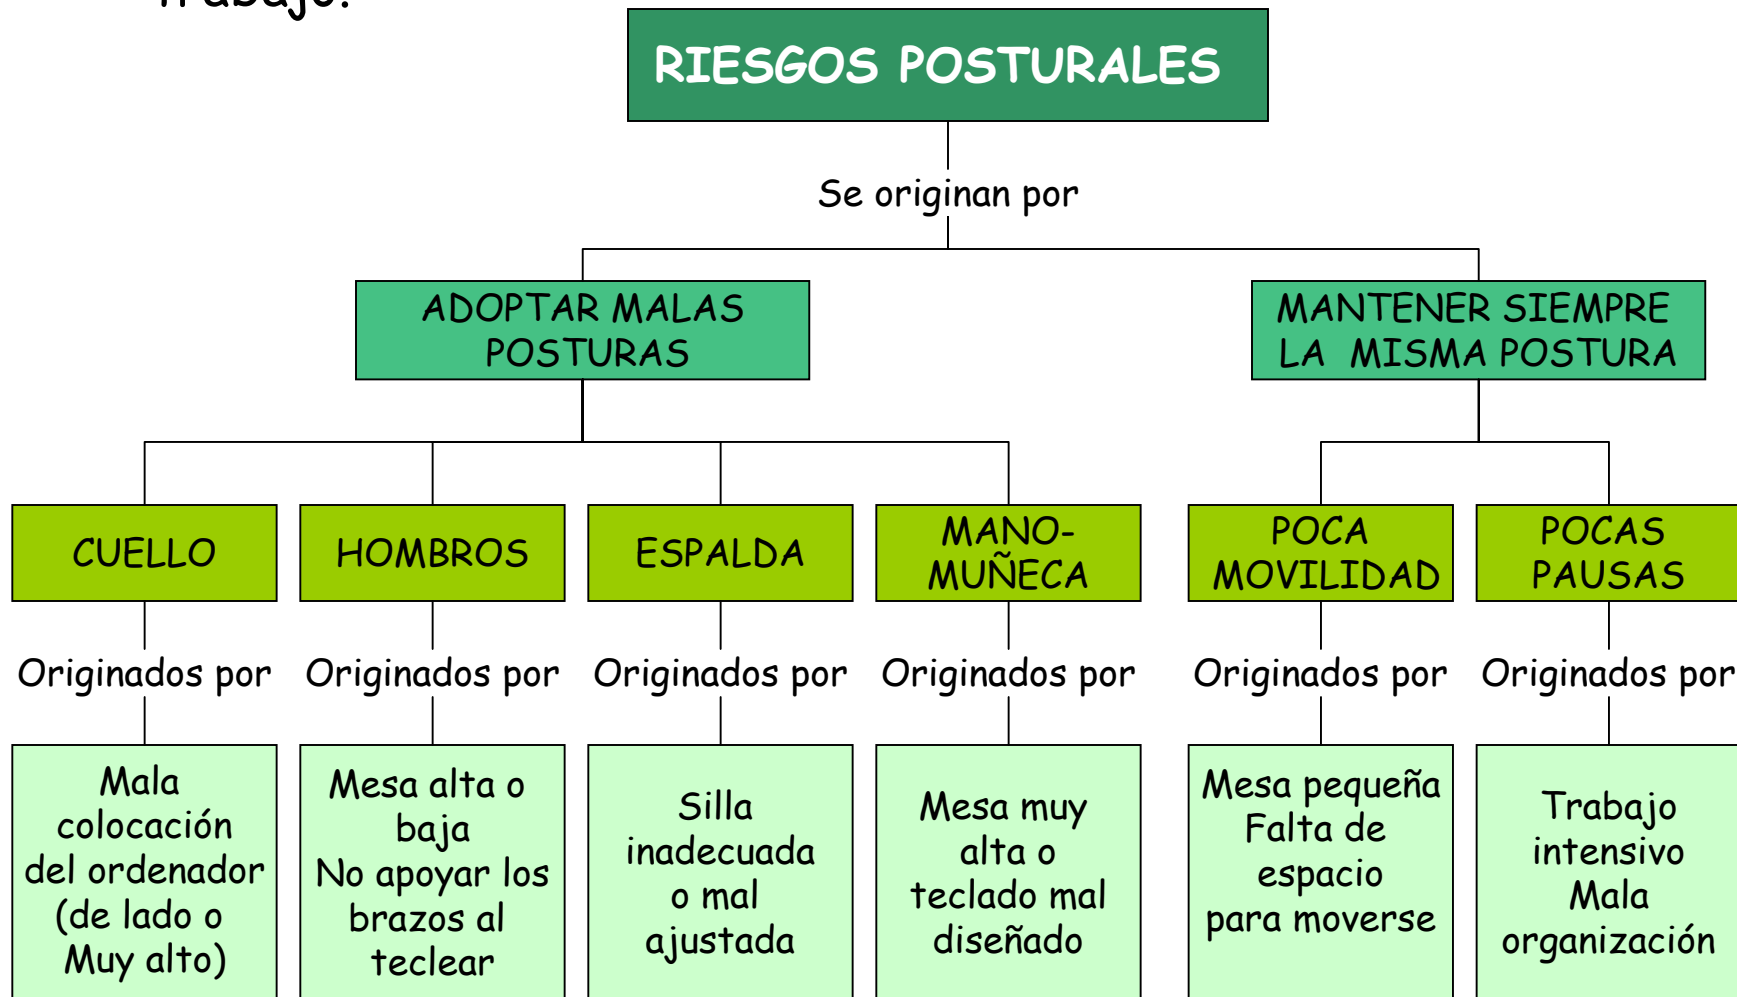 Trabajo.
RIESGOS POSTURALES
Se originan por
ADOPTAR MALAS
POSTURAS
MANTENER SIEMPRE
LA MISMA POSTURA
CUELLO
HOMBROS
ESPALDA
MANO-
MUÑECA
POCA
MOVILIDAD
POCAS
PAUSAS
Originados por
Originados por
Originados por
Originados por
Originados por
Originados por
Mala
colocación
del ordenador
(de lado o
Muy alto)
Mesa alta o
baja
No apoyar los
brazos al
teclear
Silla
inadecuada
o mal
ajustada
Mesa muy
alta o
teclado mal
diseñado
Mesa pequeña
Falta de
espacio
para moverse
Trabajo
intensivo
Mala
organización